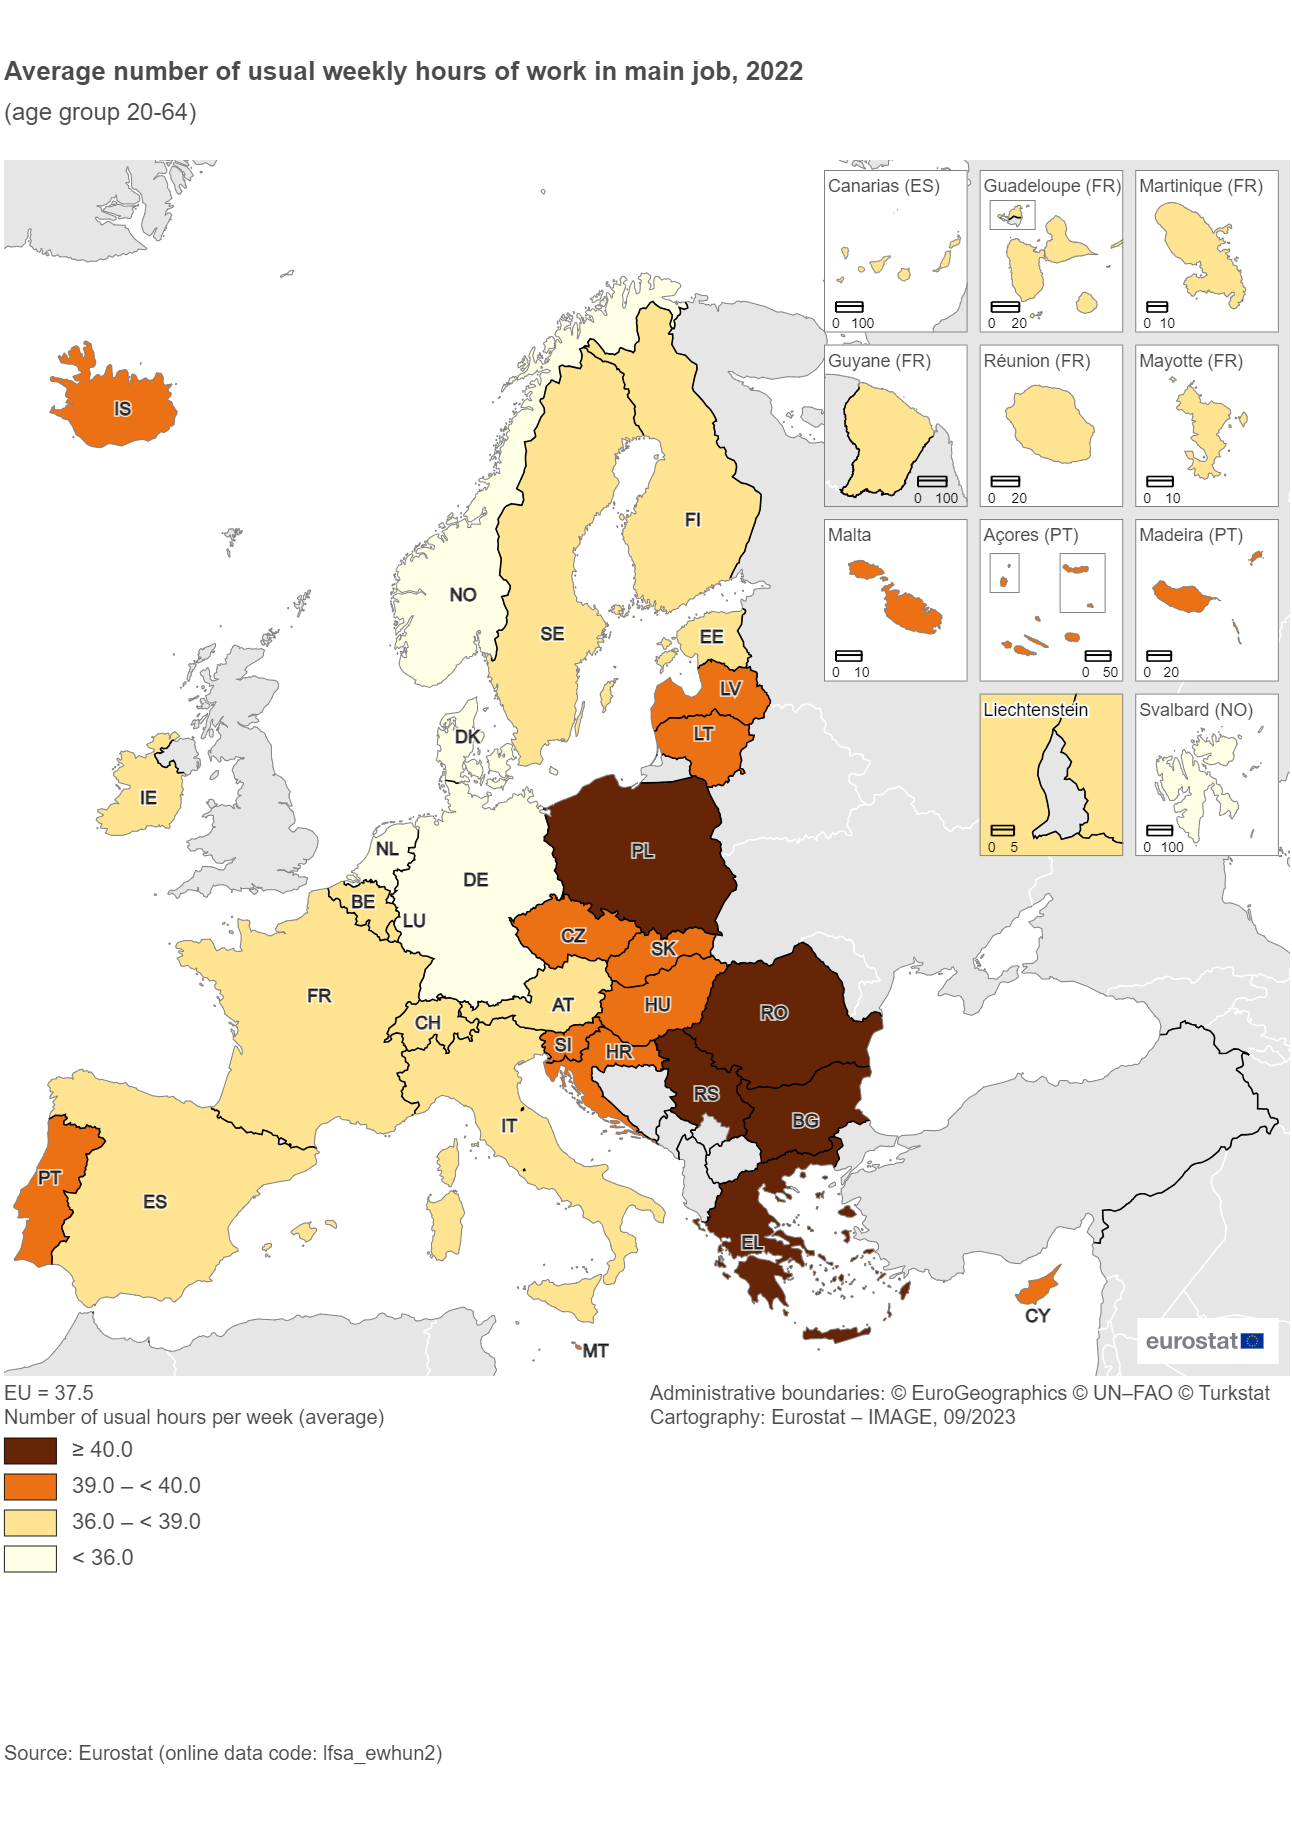 Average number of usual weekly hours of work in main job, 2022
(age group 20-64)
Canarias (ES)
0 100
Guadeloupe (FR)
0 20
Martinique (FR)
0 10
Guyane (FR)
0 100
Réunion (FR)
0 20
Mayotte (FR)
0 10
Malta
0 10
Açores (PT)
0 50
Madeira (PT)
0 20
Liechtenstein
0 5
Svalbard (NO)
0 100
IS
FI
NO
SE
EE
LV
LT
DK
IE
NL
PL
DE
BE
LU
CZ
SK
FR
AT
HU
RO
CH
SI
HR
RS
BG
IT
PT
ES
EL
CY
MT
eurostat
EU = 37.5
Number of usual hours per week (average)
≥ 40.0
39.0 – < 40.0
36.0 – < 39.0
< 36.0
Administrative boundaries: © EuroGeographics © UN–FAO © Turkstat
Cartography: Eurostat – IMAGE, 09/2023
Source: Eurostat (online data code: lfsa_ewhun2)